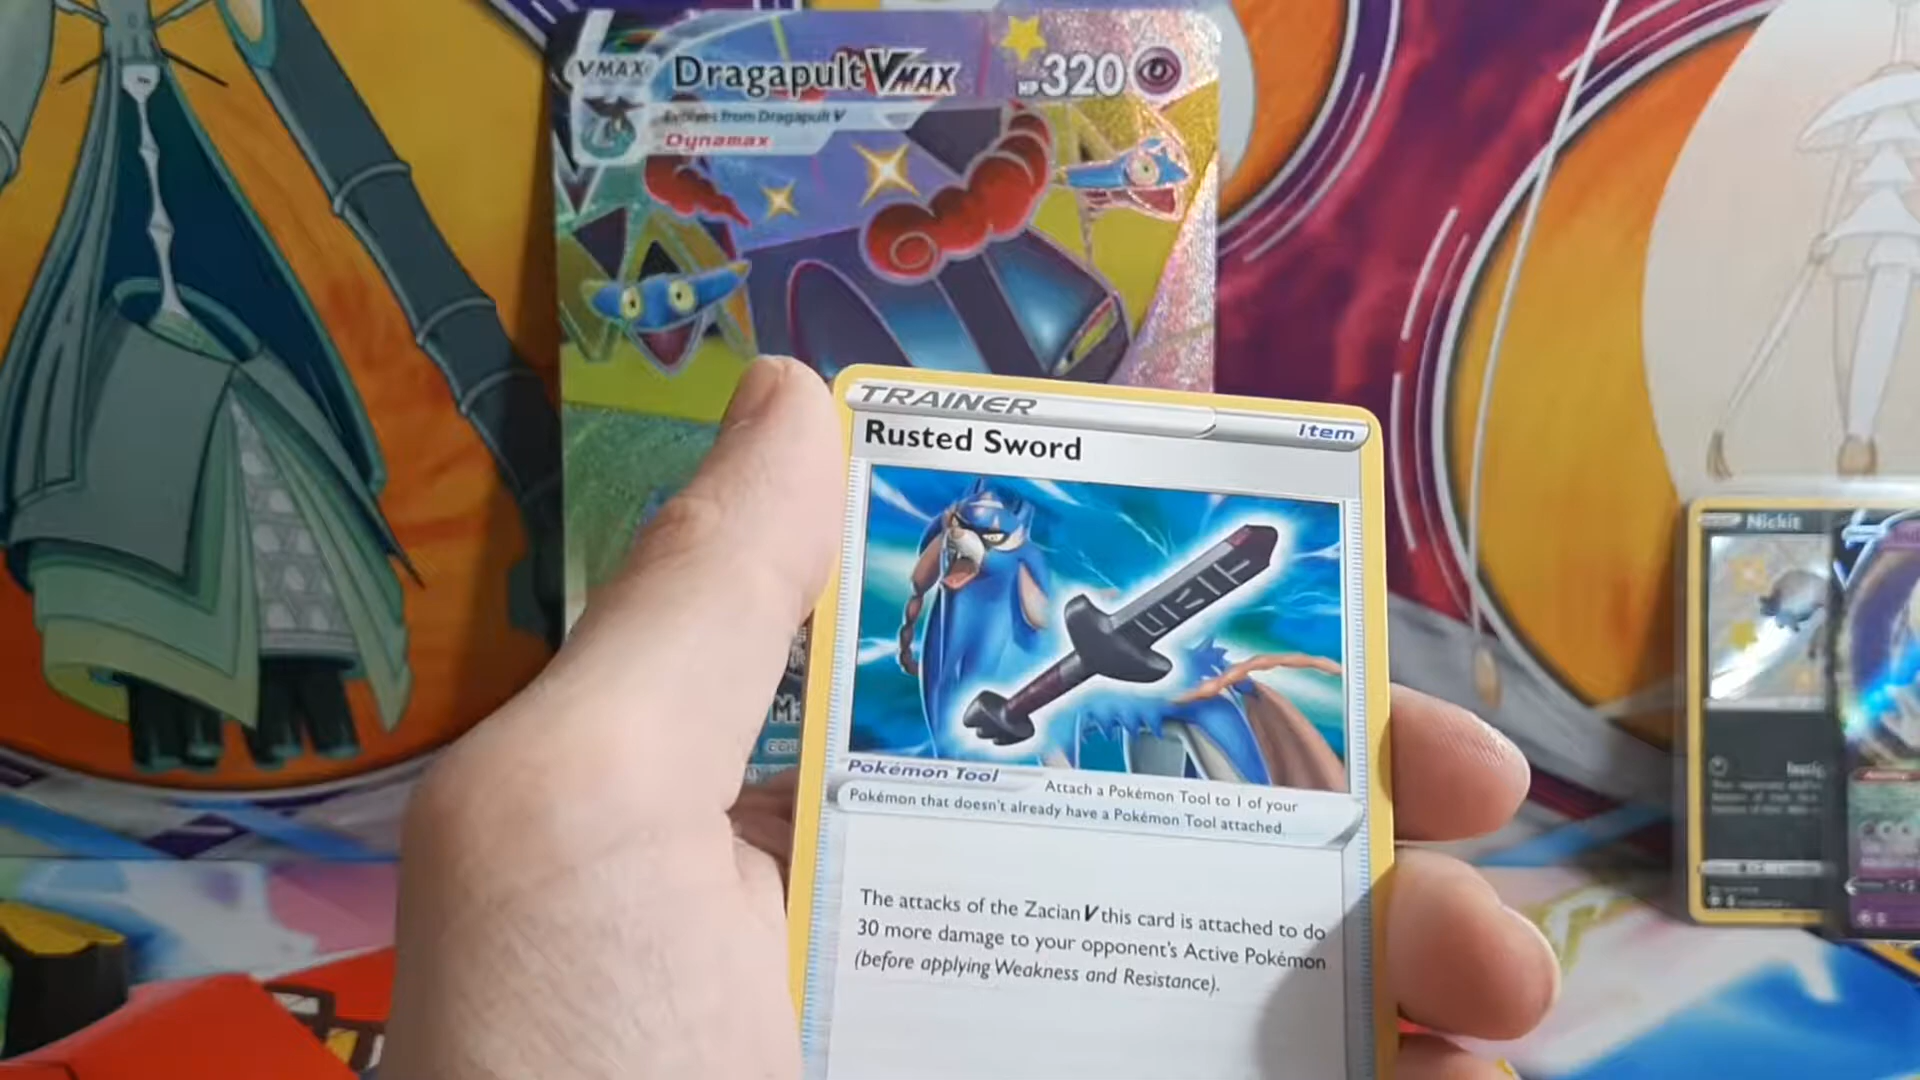 VMAX
Dragapult VMAX
HP 320
Evolves from Dragapult V
Dynamax
TRAINER
Item
Rusted Sword
Pokémon Tool
Attach a Pokémon Tool to 1 of your
Pokémon that doesn't already have a Pokémon Tool attached.
The attacks of the Zacian V this card is attached to do
30 more damage to your opponent's Active Pokémon
(before applying Weakness and Resistance).
Nickit